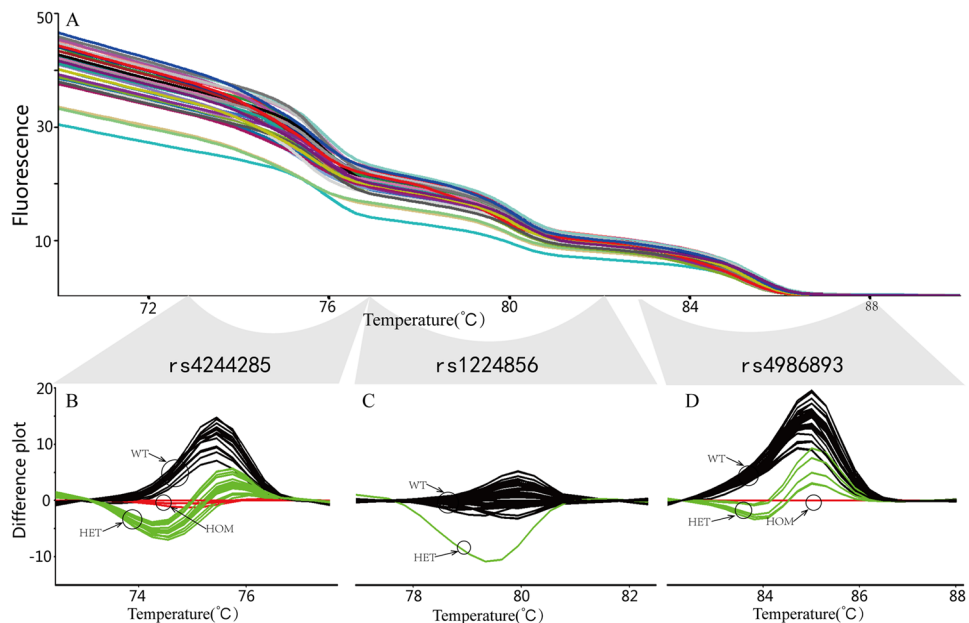 A
50
30
10
Fluorescence
72
76
80
84
88
Temperature(℃)
rs4244285
rs1224856
rs4986893
B
C
D
20
10
0
-10
Difference plot
WT
HET
HOM
WT
HET
WT
HET
HOM
74
76
78
80
82
84
86
88
Temperature(℃)
Temperature(℃)
Temperature(℃)